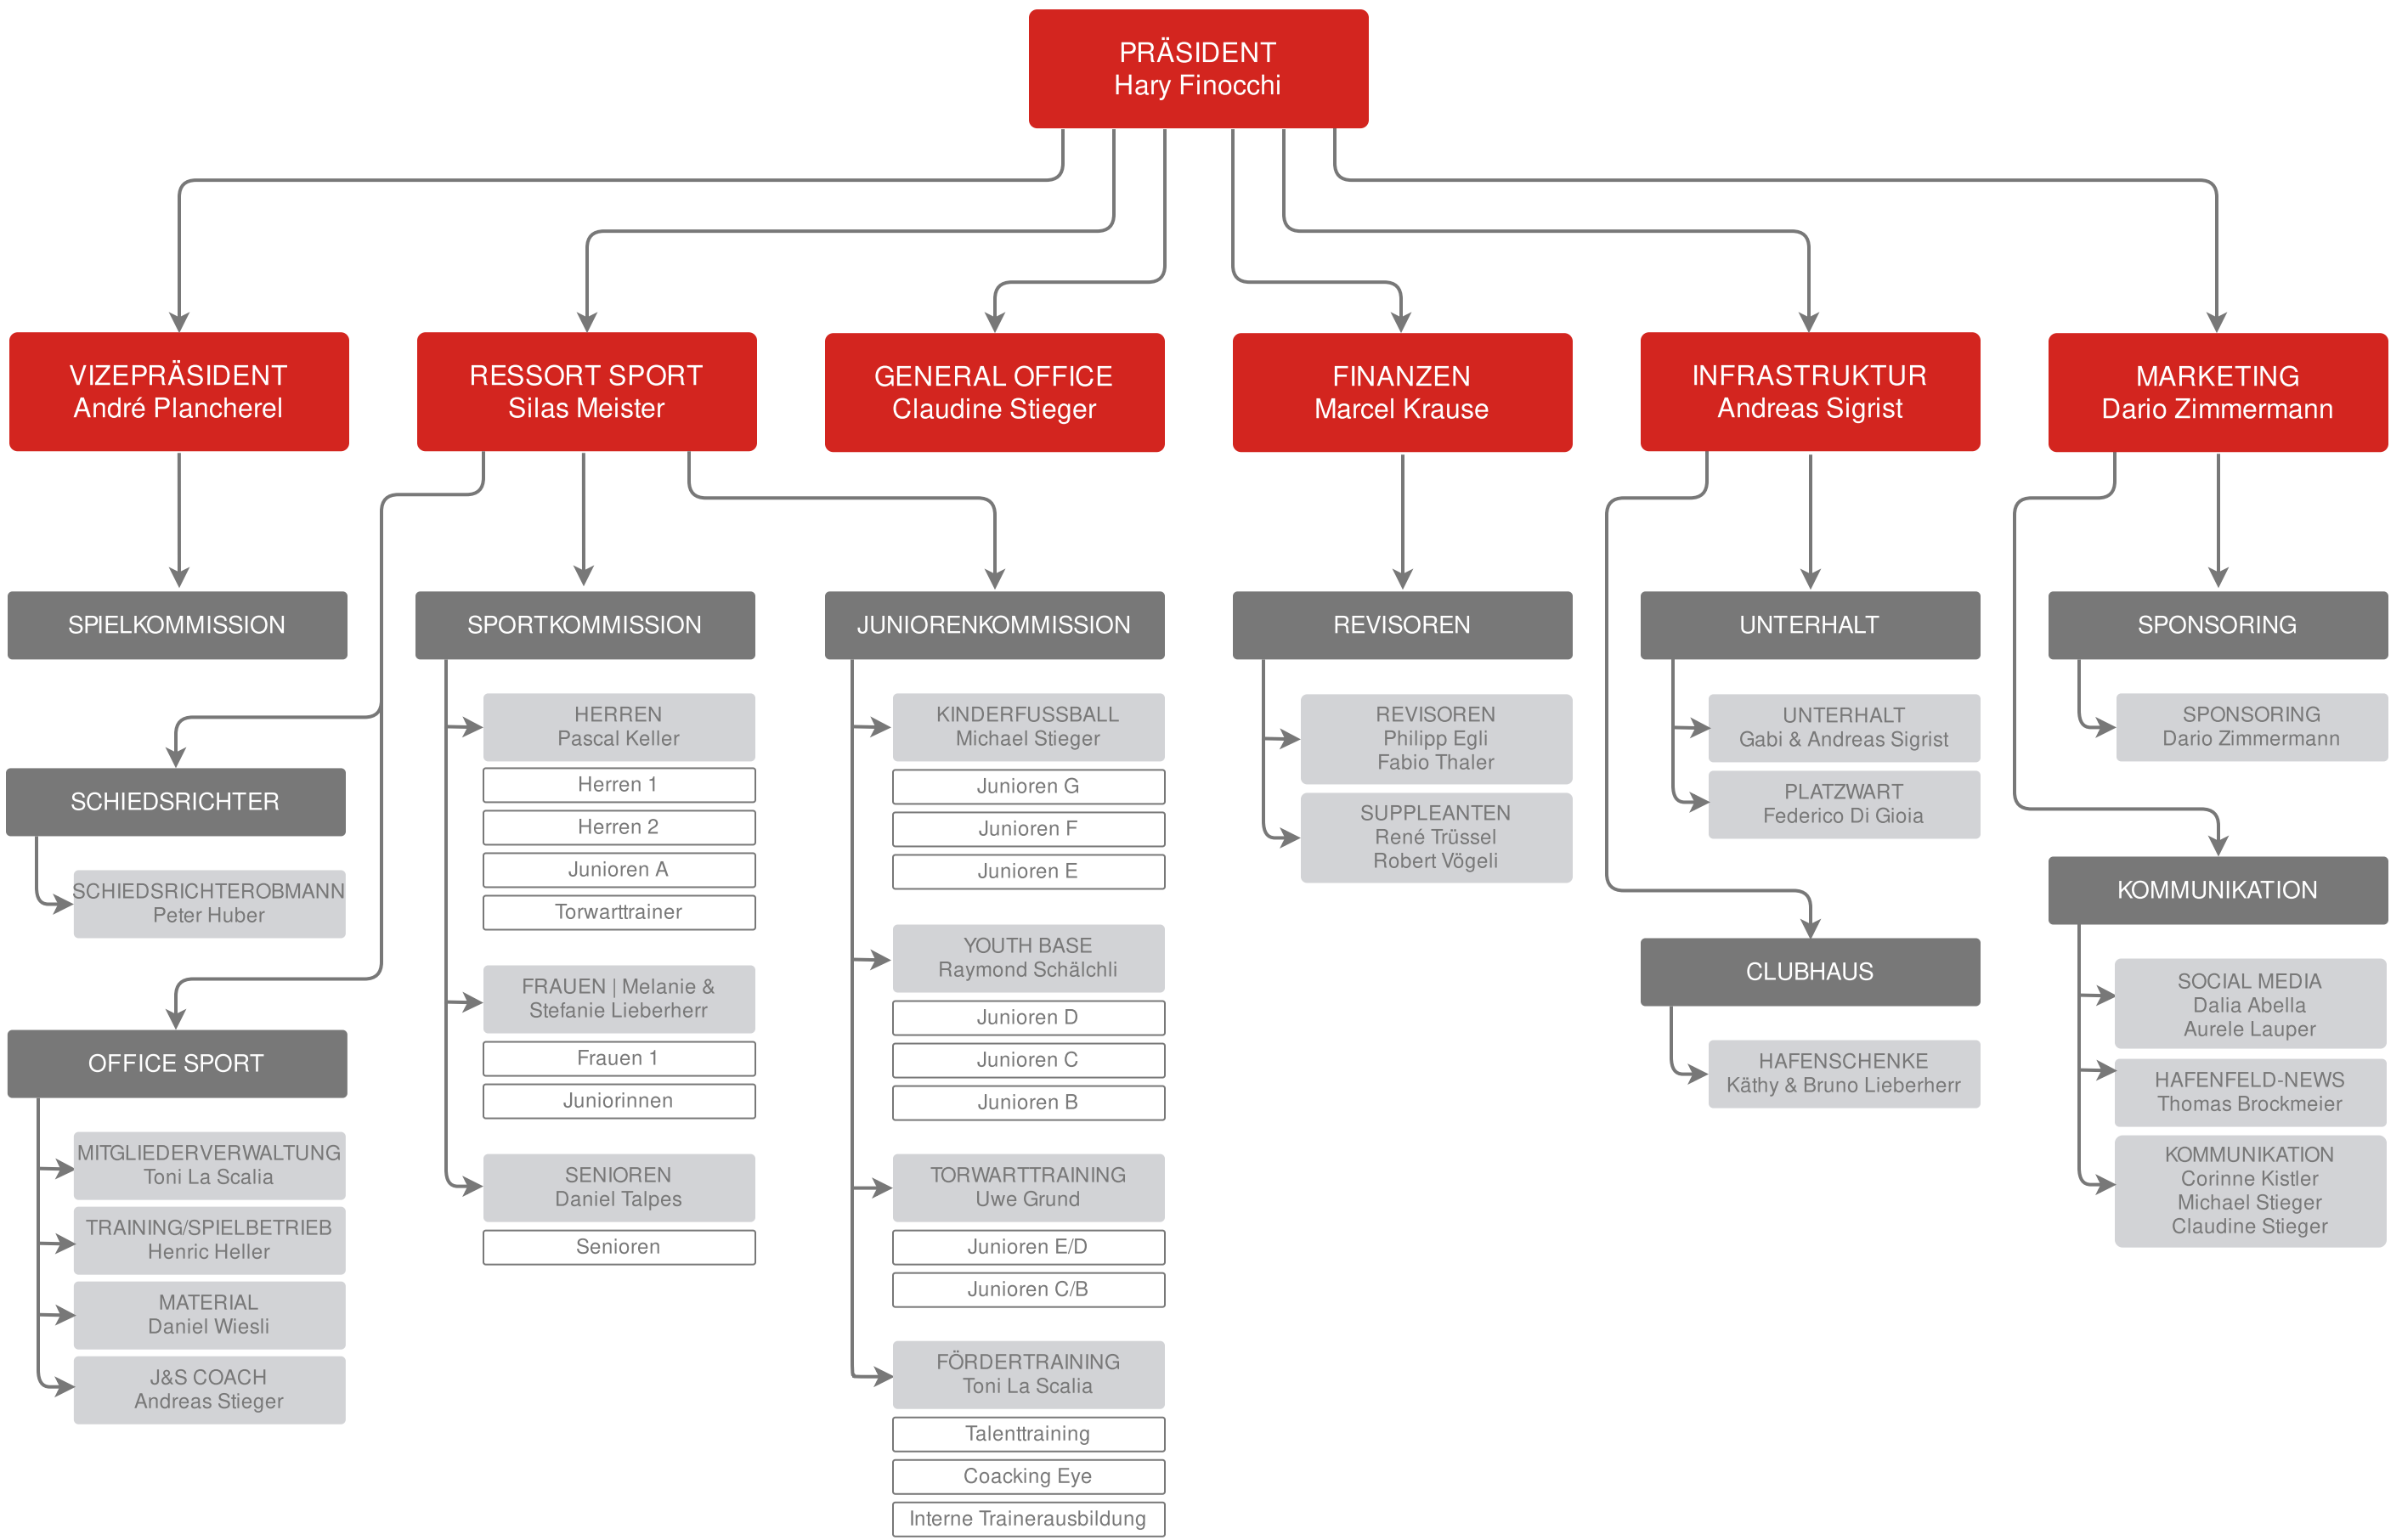 PRÄSIDENT
Hary Finocchi
VIZEPRÄSIDENT
André Plancherel
RESSORT SPORT
Silas Meister
GENERAL OFFICE
Claudine Stieger
FINANZEN
Marcel Krause
INFRASTRUKTUR
Andreas Sigrist
MARKETING
Dario Zimmermann
SPIELKOMMISSION
SCHIEDSRICHTER
SCHIEDSRICHTEROBMANN
Peter Huber
OFFICE SPORT
MITGLIEDERVERWALTUNG
Toni La Scalia
TRAINING/SPIELBETRIEB
Henric Heller
MATERIAL
Daniel Wiesli
J&S COACH
Andreas Stieger
SPORTKOMMISSION
HERREN
Pascal Keller
Herren 1
Herren 2
Junioren A
Torwarttrainer
FRAUEN | Melanie &
Stefanie Lieberherr
Frauen 1
Juniorinnen
SENIOREN
Daniel Talpes
Senioren
JUNIORENKOMMISSION
KINDERFUSSBALL
Michael Stieger
Junioren G
Junioren F
Junioren E
YOUTH BASE
Raymond Schälchli
Junioren D
Junioren C
Junioren B
TORWARTTRAINING
Uwe Grund
Junioren E/D
Junioren C/B
FÖRDERTRAINING
Toni La Scalia
Talenttraining
Coacking Eye
Interne Trainerausbildung
REVISOREN
REVISOREN
Philipp Egli
Fabio Thaler
SUPPLEANTEN
René Trüssel
Robert Vögeli
UNTERHALT
UNTERHALT
Gabi & Andreas Sigrist
PLATZWART
Federico Di Gioia
CLUBHAUS
HAFENSCHENKE
Käthy & Bruno Lieberherr
SPONSORING
SPONSORING
Dario Zimmermann
KOMMUNIKATION
SOCIAL MEDIA
Dalia Abella
Aurele Lauper
HAFENFELD-NEWS
Thomas Brockmeier
KOMMUNIKATION
Corinne Kistler
Michael Stieger
Claudine Stieger